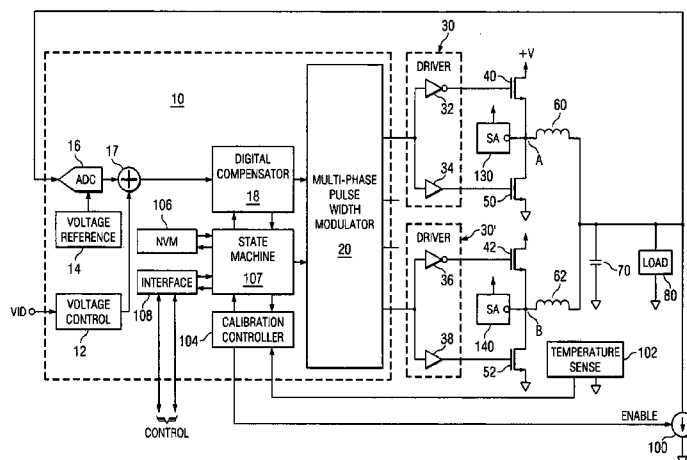 30
+V
DRIVER
40
10
32
60
16
17
DIGITAL
COMPENSATOR
18
SA
ADC
A
130
34
MULTI-PHASE
PULSE
WIDTH
MODULATOR
20
50
VOLTAGE
REFERENCE
14
106
NVM
STATE
MACHINE
107
DRIVER
30'
42
36
70
LOAD
80
INTERFACE
108
62
VID
VOLTAGE
CONTROL
12
104
CALIBRATION
CONTROLLER
SA
B
140
38
52
TEMPERATURE
SENSE
102
CONTROL
ENABLE
100